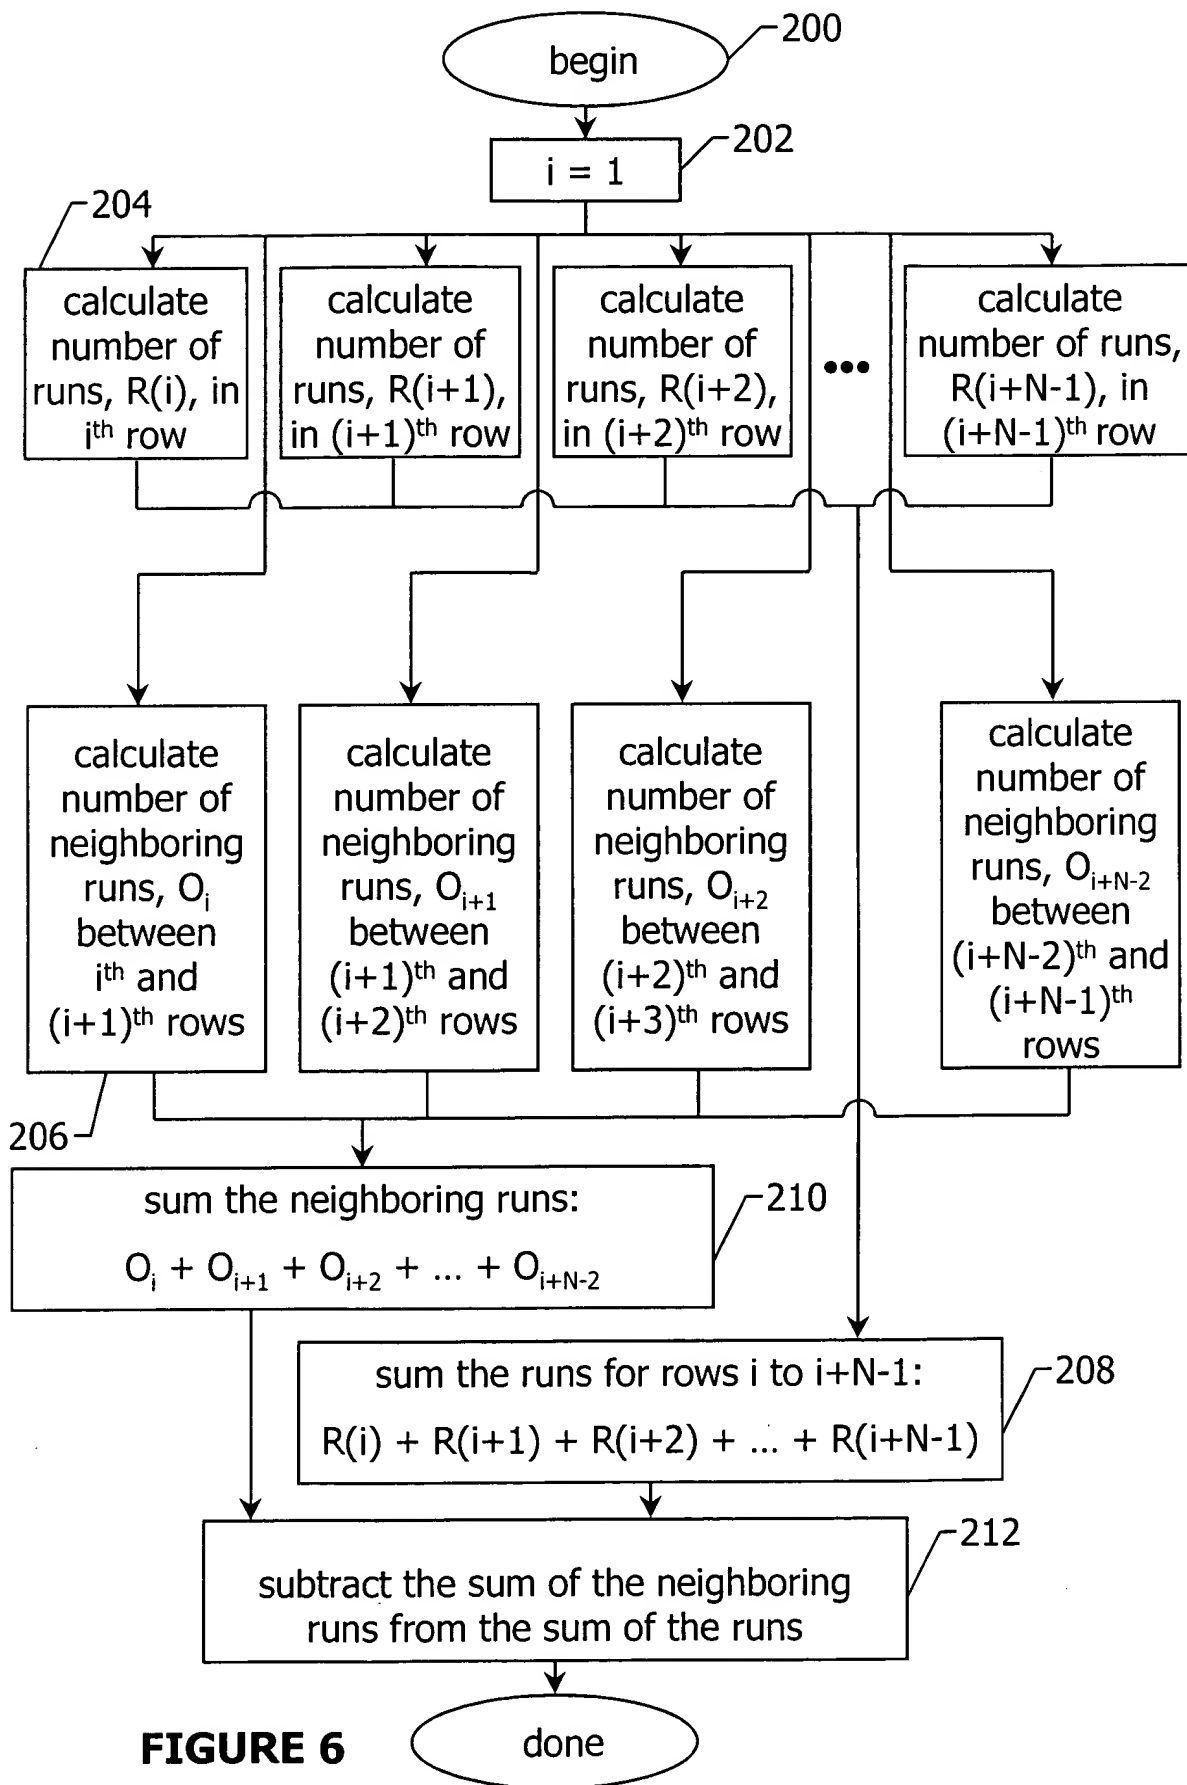 200
begin
202
i = 1
204
calculate
number of
runs, R(i), in
iᵗʰ row
calculate
number of
runs, R(i+1),
in (i+1)ᵗʰ row
calculate
number of
runs, R(i+2),
in (i+2)ᵗʰ row
•••
calculate
number of runs,
R(i+N-1), in
(i+N-1)ᵗʰ row
calculate
number of
neighboring
runs, Oᵢ
between
iᵗʰ and
(i+1)ᵗʰ rows
calculate
number of
neighboring
runs, Oᵢ₊₁
between
(i+1)ᵗʰ and
(i+2)ᵗʰ rows
calculate
number of
neighboring
runs, Oᵢ₊₂
between
(i+2)ᵗʰ and
(i+3)ᵗʰ rows
calculate
number of
neighboring
runs, O_{i+N-2}
between
(i+N-2)ᵗʰ and
(i+N-1)ᵗʰ
rows
206
sum the neighboring runs:
Oᵢ + Oᵢ₊₁ + Oᵢ₊₂ + ... + O_{i+N-2}
210
sum the runs for rows i to i+N-1:
R(i) + R(i+1) + R(i+2) + ... + R(i+N-1)
208
212
subtract the sum of the neighboring
runs from the sum of the runs
done
FIGURE 6